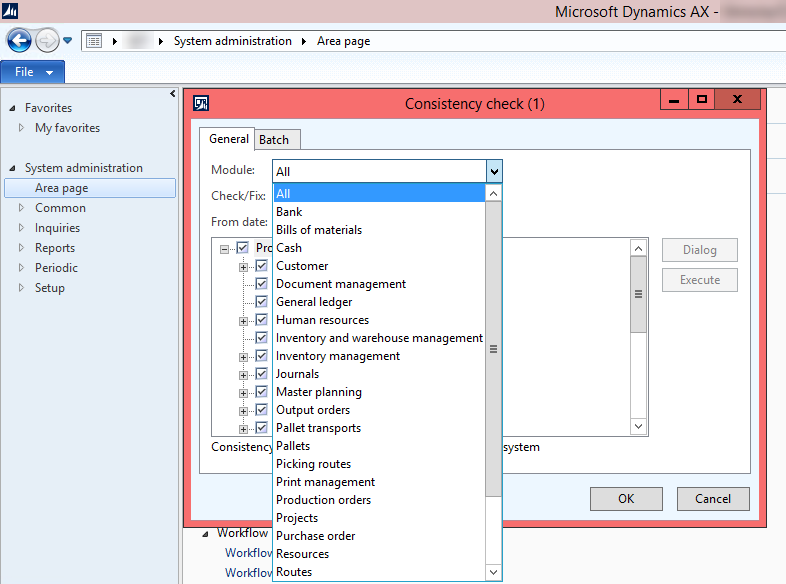 Microsoft Dynamics AX -
System administration Area page
File
Favorites
My favorites
System administration
Area page
Common
Inquiries
Reports
Periodic
Setup
Consistency check (1)
General Batch
Module: All
Check/Fix:
From date:
All
Bank
Bills of materials
Cash
Customer
Document management
General ledger
Human resources
Inventory and warehouse management
Inventory management
Journals
Master planning
Output orders
Pallet transports
Pallets
Picking routes
Print management
Production orders
Projects
Purchase order
Resources
Routes
Pro
Dialog
Execute
Consistency
system
OK Cancel
Workflow
Workflow
Workflow